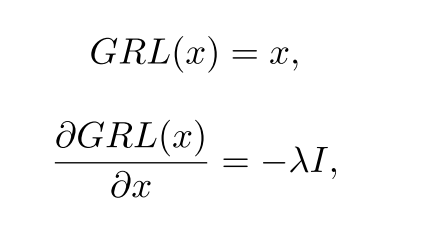 GRL(x) = x,
∂GRL(x)/∂x = −λI,